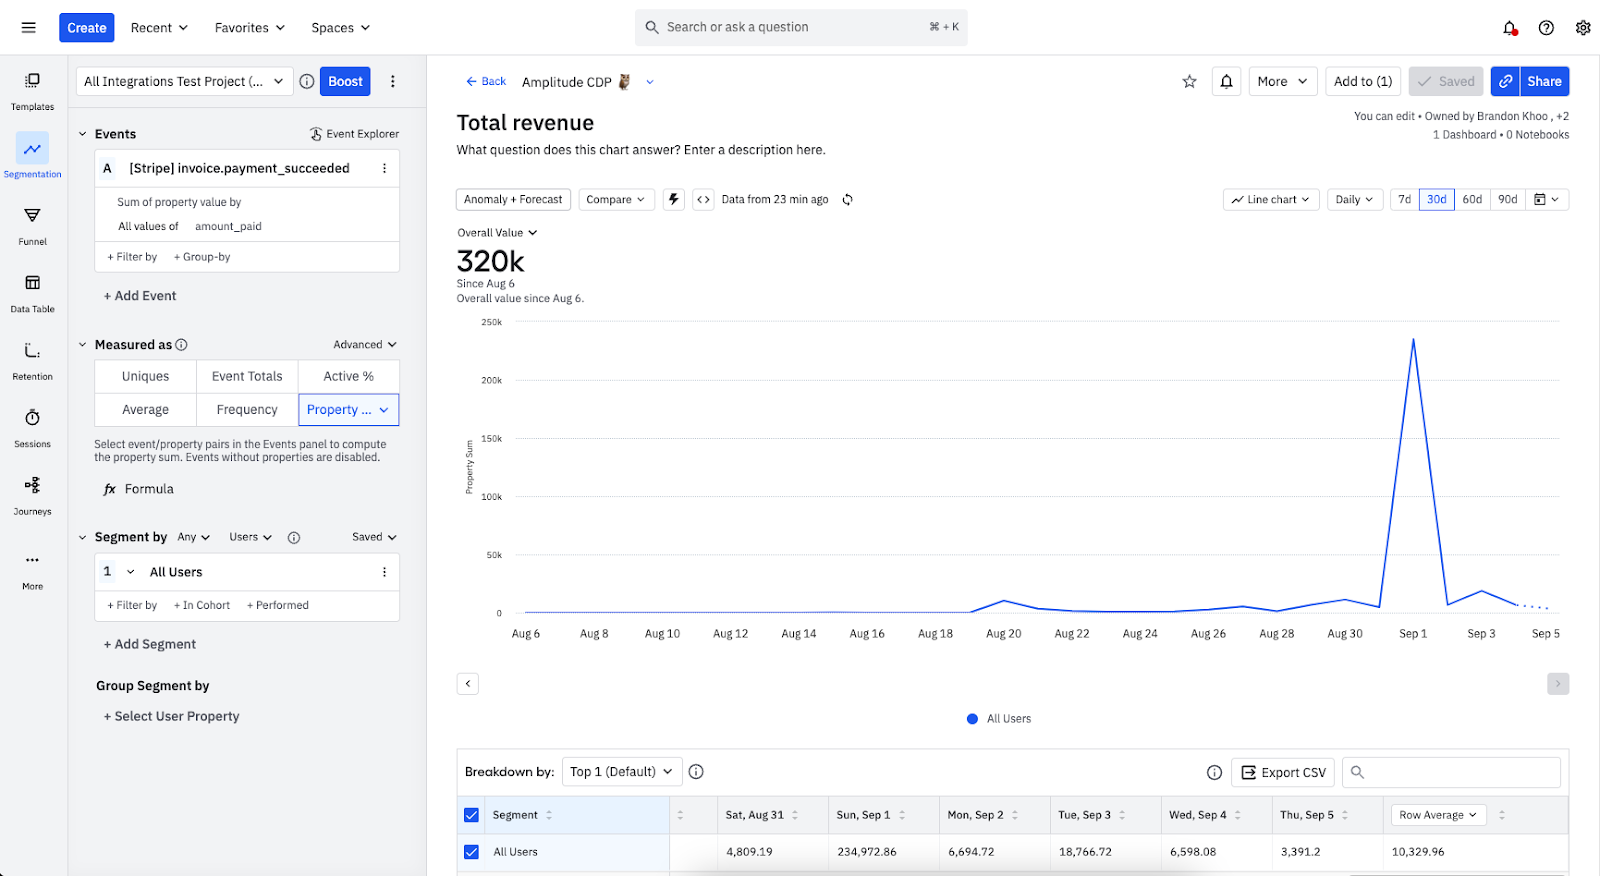 Create Recent Favorites Spaces Search or ask a question ⌘ + K
Templates
Segmentation
Funnel
Data Table
Retention
Sessions
Journeys
More
All Integrations Test Project (... Boost
Events Event Explorer
A [Stripe] invoice.payment_succeeded
Sum of property value by
All values of amount_paid
+ Filter by + Group-by
+ Add Event
Measured as Advanced
Uniques Event Totals Active %
Average Frequency Property ...
Select event/property pairs in the Events panel to compute
the property sum. Events without properties are disabled.
fx Formula
Segment by Any Users Saved
1 All Users
+ Filter by + In Cohort + Performed
+ Add Segment
Group Segment by
+ Select User Property
← Back Amplitude CDP More Add to (1) Saved Share
Total revenue
What question does this chart answer? Enter a description here.
You can edit • Owned by Brandon Khoo , +2
1 Dashboard • 0 Notebooks
Anomaly + Forecast Compare Data from 23 min ago Line chart Daily 7d 30d 60d 90d
Overall Value
320k
Since Aug 6
Overall value since Aug 6.
Property Sum
250k
200k
150k
100k
50k
0
Aug 6 Aug 8 Aug 10 Aug 12 Aug 14 Aug 16 Aug 18 Aug 20 Aug 22 Aug 24 Aug 26 Aug 28 Aug 30 Sep 1 Sep 3 Sep 5
All Users
Breakdown by: Top 1 (Default) Export CSV
Segment Sat, Aug 31 Sun, Sep 1 Mon, Sep 2 Tue, Sep 3 Wed, Sep 4 Thu, Sep 5 Row Average
All Users 4,809.19 234,972.86 6,694.72 18,766.72 6,598.08 3,391.2 10,329.96